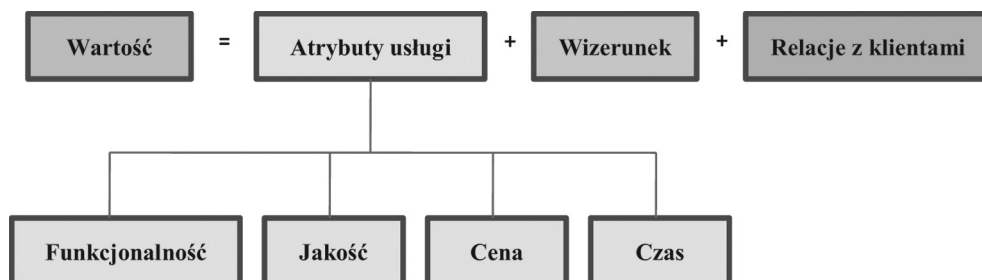 Wartość = Atrybuty usługi + Wizerunek + Relacje z klientami
Funkcjonalność Jakość Cena Czas